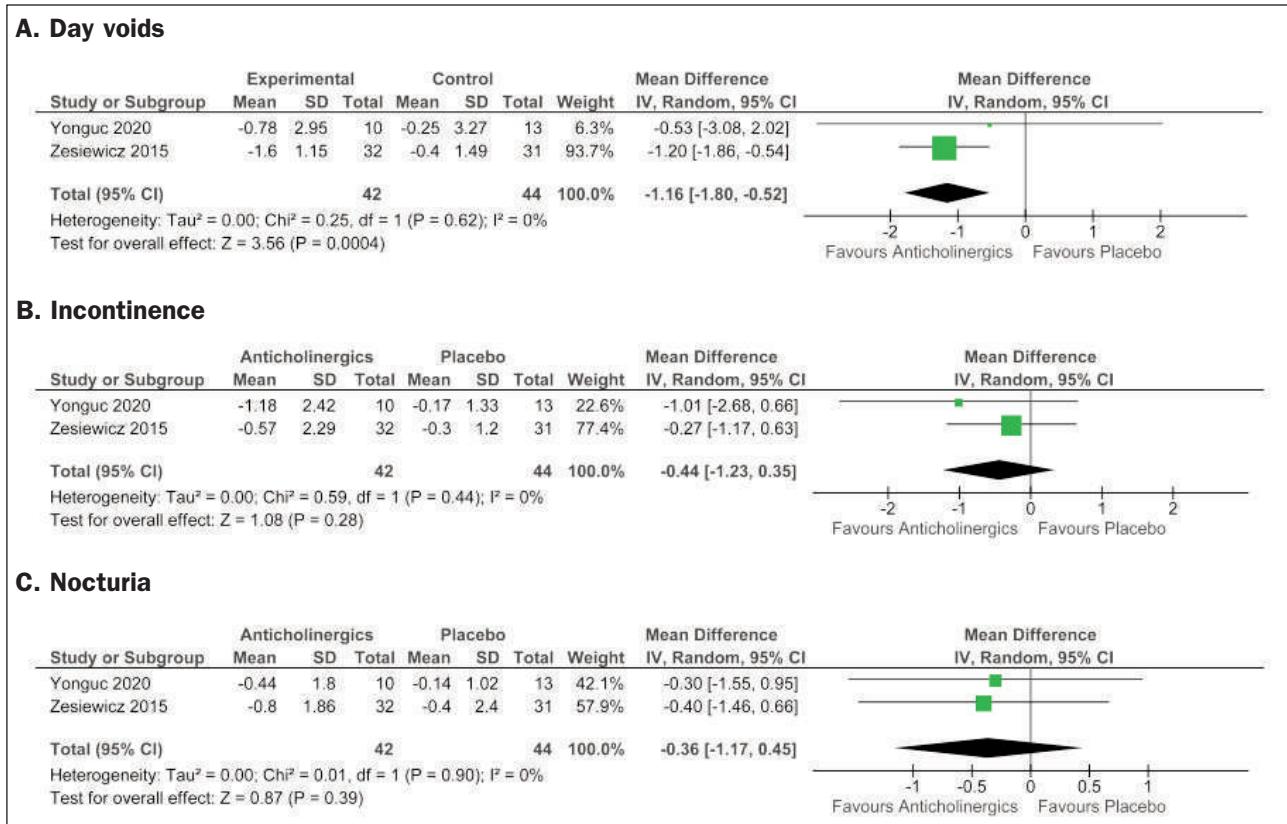 A. Day voids
Experimental Control Mean Difference Mean Difference
Study or Subgroup Mean SD Total Mean SD Total Weight IV, Random, 95% CI IV, Random, 95% CI
Yonguc 2020 -0.78 2.95 10 -0.25 3.27 13 6.3% -0.53 [-3.08, 2.02]
Zesiewicz 2015 -1.6 1.15 32 -0.4 1.49 31 93.7% -1.20 [-1.86, -0.54]
Total (95% CI) 42 44 100.0% -1.16 [-1.80, -0.52]
Heterogeneity: Tau² = 0.00; Chi² = 0.25, df = 1 (P = 0.62); I² = 0%
Test for overall effect: Z = 3.56 (P = 0.0004)
-2 -1 0 1 2
Favours Anticholinergics Favours Placebo
B. Incontinence
Anticholinergics Placebo Mean Difference Mean Difference
Study or Subgroup Mean SD Total Mean SD Total Weight IV, Random, 95% CI IV, Random, 95% CI
Yonguc 2020 -1.18 2.42 10 -0.17 1.33 13 22.6% -1.01 [-2.68, 0.66]
Zesiewicz 2015 -0.57 2.29 32 -0.3 1.2 31 77.4% -0.27 [-1.17, 0.63]
Total (95% CI) 42 44 100.0% -0.44 [-1.23, 0.35]
Heterogeneity: Tau² = 0.00; Chi² = 0.59, df = 1 (P = 0.44); I² = 0%
Test for overall effect: Z = 1.08 (P = 0.28)
-2 -1 0 1 2
Favours Anticholinergics Favours Placebo
C. Nocturia
Anticholinergics Placebo Mean Difference Mean Difference
Study or Subgroup Mean SD Total Mean SD Total Weight IV, Random, 95% CI IV, Random, 95% CI
Yonguc 2020 -0.44 1.8 10 -0.14 1.02 13 42.1% -0.30 [-1.55, 0.95]
Zesiewicz 2015 -0.8 1.86 32 -0.4 2.4 31 57.9% -0.40 [-1.46, 0.66]
Total (95% CI) 42 44 100.0% -0.36 [-1.17, 0.45]
Heterogeneity: Tau² = 0.00; Chi² = 0.01, df = 1 (P = 0.90); I² = 0%
Test for overall effect: Z = 0.87 (P = 0.39)
-1 -0.5 0 0.5 1
Favours Anticholinergics Favours Placebo